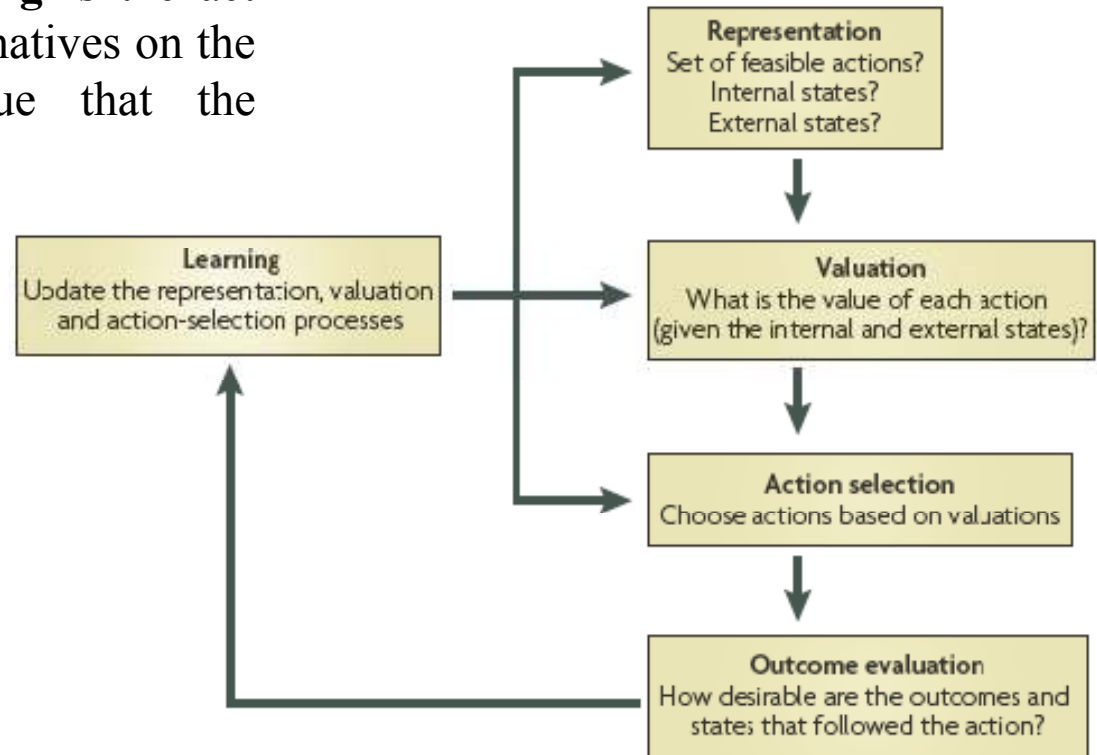 is the act
natives on the
ue that the
Representation
Set of feasible actions?
Internal states?
External states?
Learning
Update the representation, valuation
and action-selection processes
Valuation
What is the value of each action
(given the internal and external states)?
Action selection
Choose actions based on valuations
Outcome evaluation
How desirable are the outcomes and
states that followed the action?